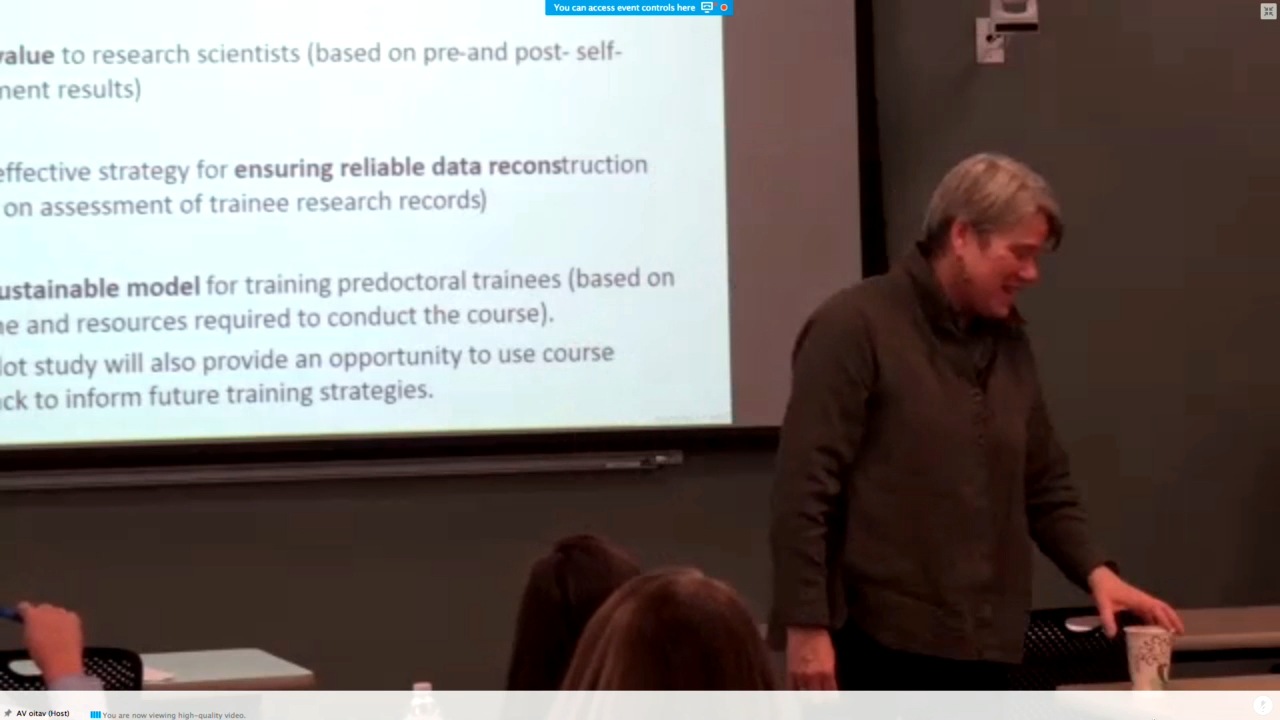 You can access event controls here
value to research scientists (based on pre-and post- self-
ment results)
effective strategy for ensuring reliable data reconstruction
on assessment of trainee research records)
ustainable model for training predoctoral trainees (based on
e and resources required to conduct the course).
lot study will also provide an opportunity to use course
ck to inform future training strategies.
AV oitav (Host)
You are now viewing high-quality video.